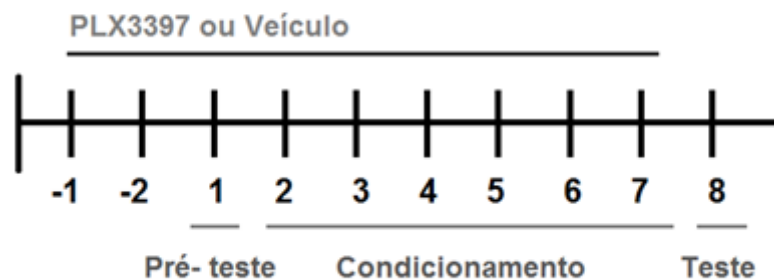 PLX3397 ou Veículo
-1 -2 1 2 3 4 5 6 7 8
Pré- teste Condicionamento Teste